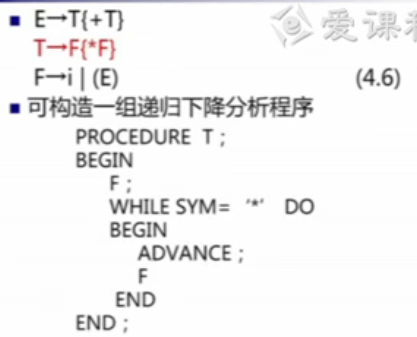 E→T{+T}
爱课程
T→F{*F}
F→i | (E) (4.6)
可构造一组递归下降分析程序
PROCEDURE T ;
BEGIN
F ;
WHILE SYM= ‘*’ DO
BEGIN
ADVANCE ;
F
END
END ;